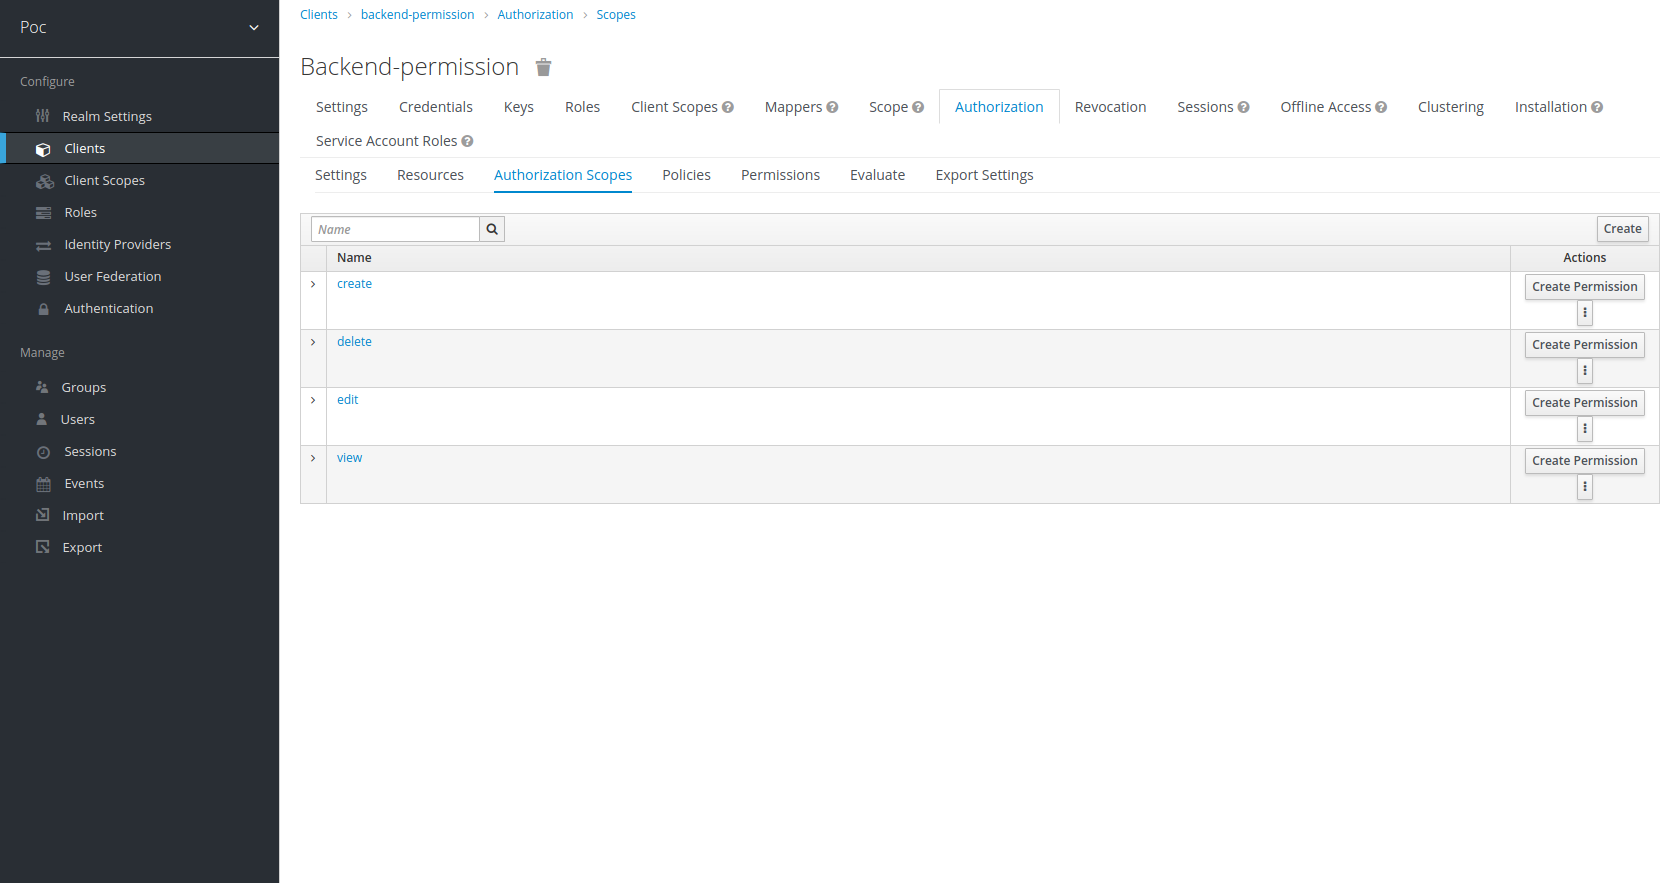 Poc
Configure
Realm Settings
Clients
Client Scopes
Roles
Identity Providers
User Federation
Authentication
Manage
Groups
Users
Sessions
Events
Import
Export
Clients › backend-permission › Authorization › Scopes
Backend-permission
Settings Credentials Keys Roles Client Scopes ? Mappers ? Scope ? Authorization Revocation Sessions ? Offline Access ? Clustering Installation ?
Service Account Roles ?
Settings Resources Authorization Scopes Policies Permissions Evaluate Export Settings
Name Create
Name Actions
create Create Permission
delete Create Permission
edit Create Permission
view Create Permission